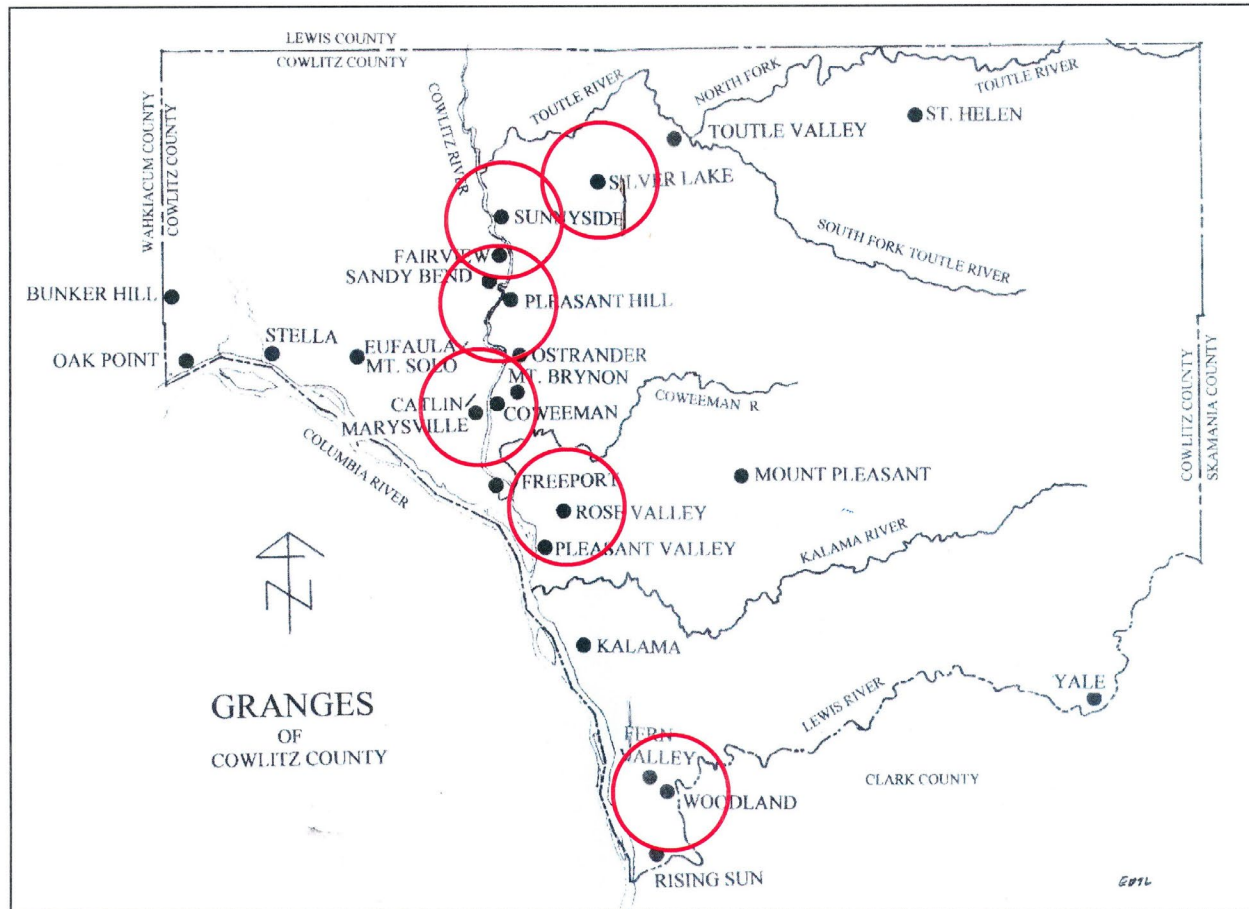 LEWIS COUNTY
COWLITZ COUNTY
WAHKIACUM COUNTY
COWLITZ COUNTY
COWLITZ RIVER
TOUTLE RIVER
NORTH FORK
TOUTLE RIVER
ST. HELEN
TOUTLE VALLEY
SILVER LAKE
SUNNYSIDE
SOUTH FORK TOUTLE RIVER
FAIRVIEW
SANDY BEND
PLEASANT HILL
BUNKER HILL
OAK POINT
STELLA
EUFAULA/
MT. SOLO
OSTRANDER
MT. BRYNON
CATLIN/
MARYSVILLE
COWEEMAN
COWEEMAN R
COWLITZ COUNTY
SKAMANIA COUNTY
COLUMBIA RIVER
FREEPORT
MOUNT PLEASANT
ROSE VALLEY
PLEASANT VALLEY
KALAMA RIVER
N
KALAMA
GRANGES
OF
COWLITZ COUNTY
LEWIS RIVER
YALE
FERN
VALLEY
WOODLAND
CLARK COUNTY
RISING SUN